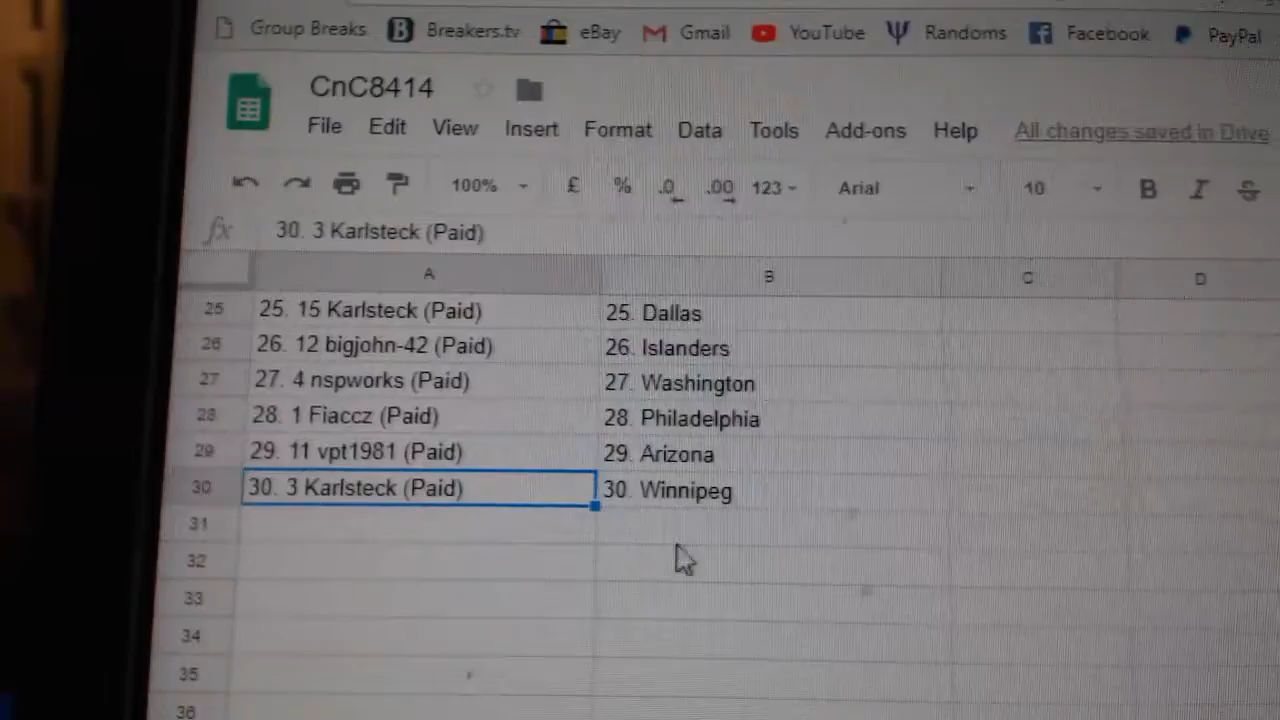 Group Breaks B Breakers.tv eBay Gmail YouTube Randoms Facebook PayPal
CnC8414
File Edit View Insert Format Data Tools Add-ons Help All changes saved in Drive
100% £ % .0 .00 123 Arial 10 B I S
fx 30. 3 Karlsteck (Paid)
A B C D
25 25. 15 Karlsteck (Paid) 25. Dallas
26 26. 12 bigjohn-42 (Paid) 26. Islanders
27 27. 4 nspworks (Paid) 27. Washington
28 28. 1 Fiaccz (Paid) 28. Philadelphia
29 29. 11 vpt1981 (Paid) 29. Arizona
30 30. 3 Karlsteck (Paid) 30. Winnipeg
31
32
33
34
35
36